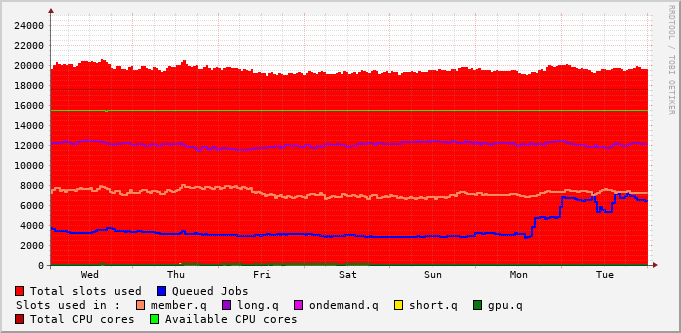 24000
22000
20000
18000
16000
14000
12000
10000
8000
6000
4000
2000
0
Wed Thu Fri Sat Sun Mon Tue
Total slots used Queued Jobs
Slots used in : member.q long.q ondemand.q short.q gpu.q
Total CPU cores Available CPU cores
RRDTOOL / TOBI OETIKER